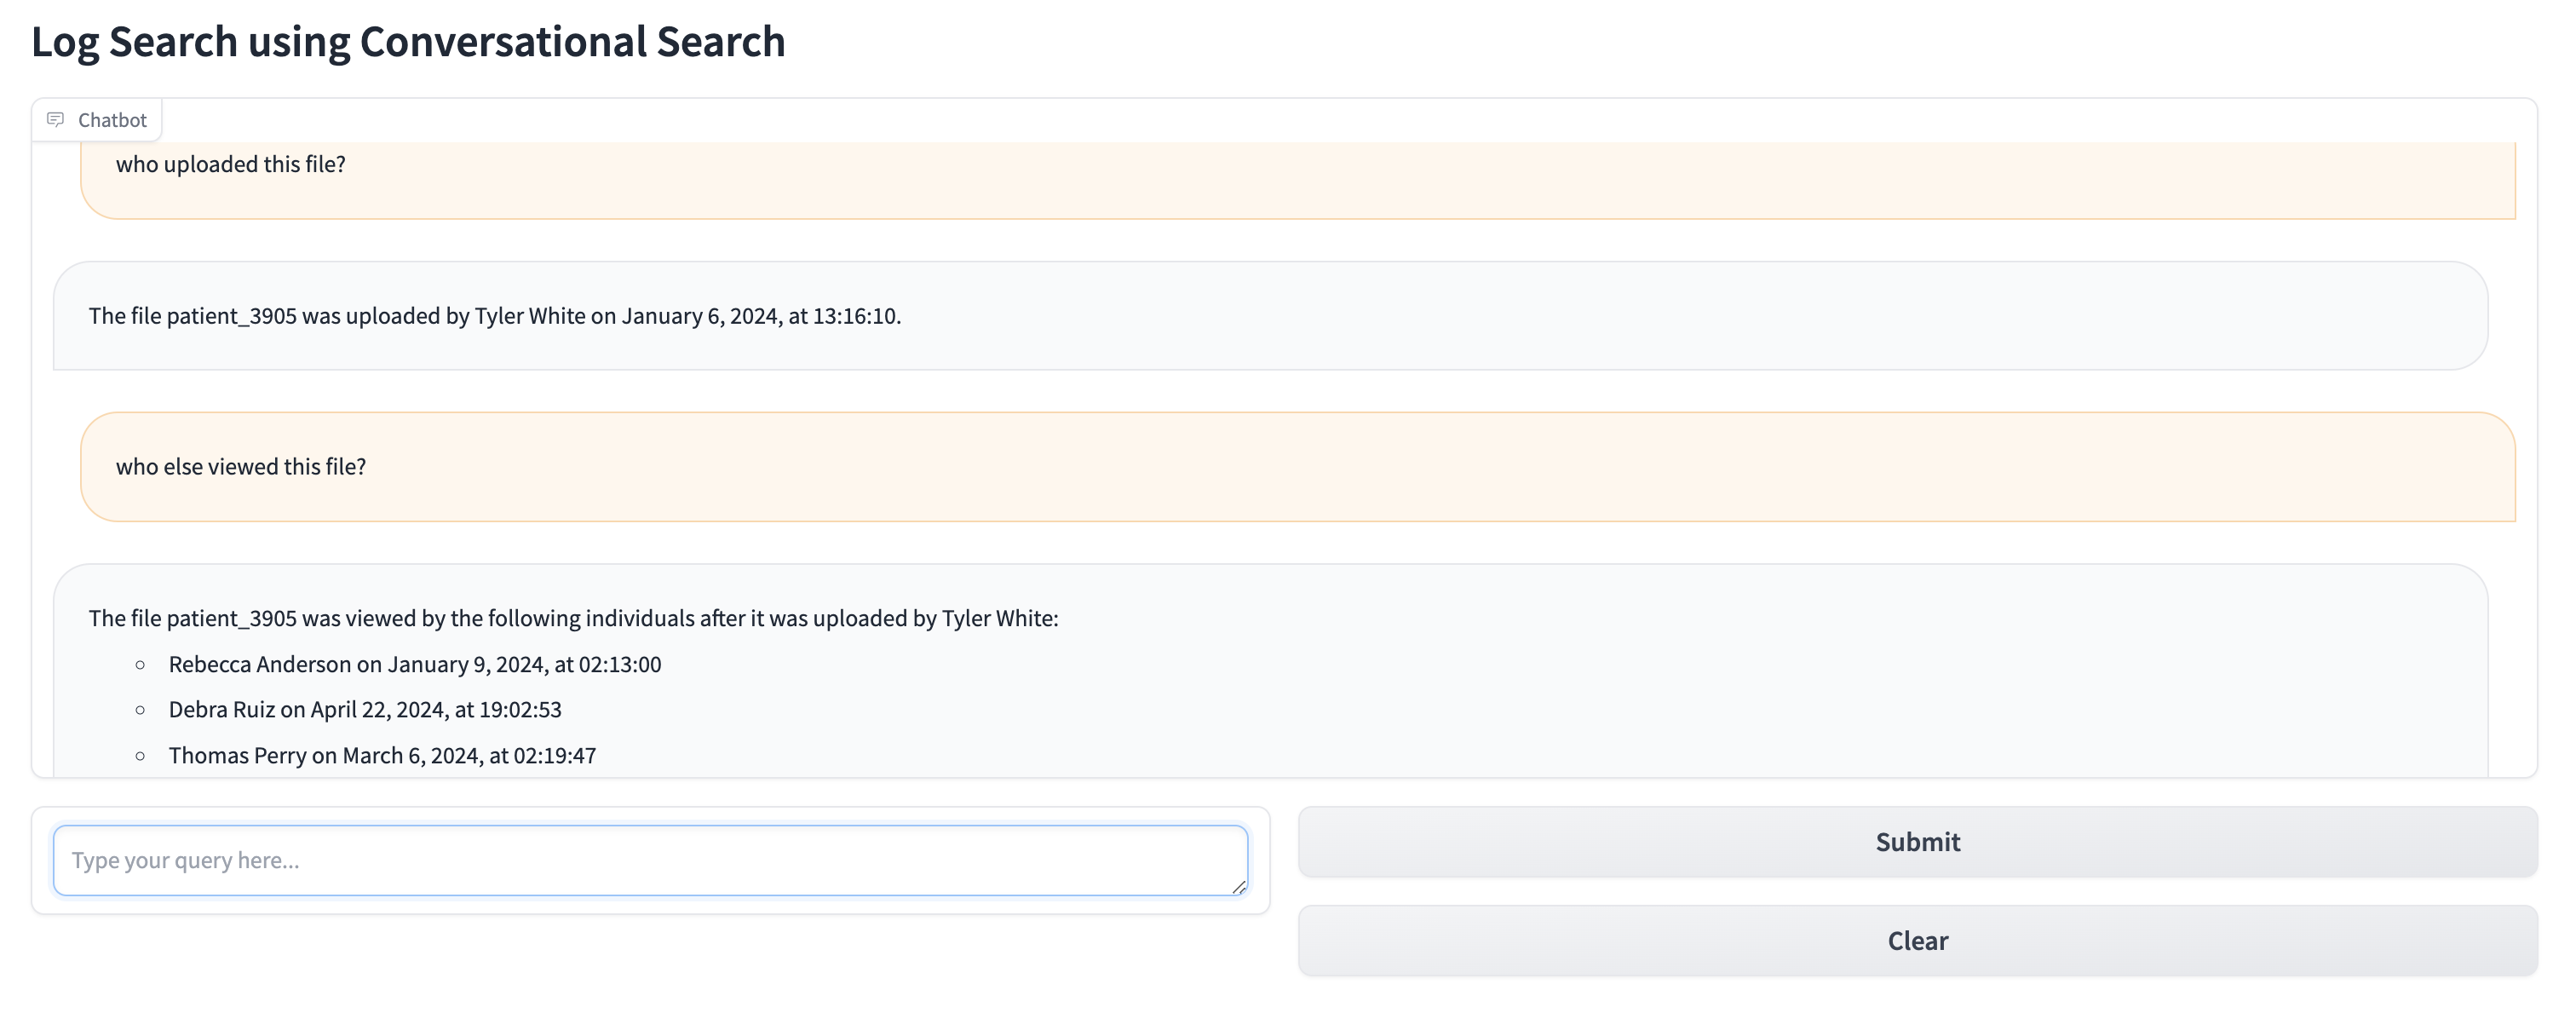 Log Search using Conversational Search
Chatbot
who uploaded this file?
The file patient_3905 was uploaded by Tyler White on January 6, 2024, at 13:16:10.
who else viewed this file?
The file patient_3905 was viewed by the following individuals after it was uploaded by Tyler White:
Rebecca Anderson on January 9, 2024, at 02:13:00
Debra Ruiz on April 22, 2024, at 19:02:53
Thomas Perry on March 6, 2024, at 02:19:47
Type your query here...
Submit
Clear